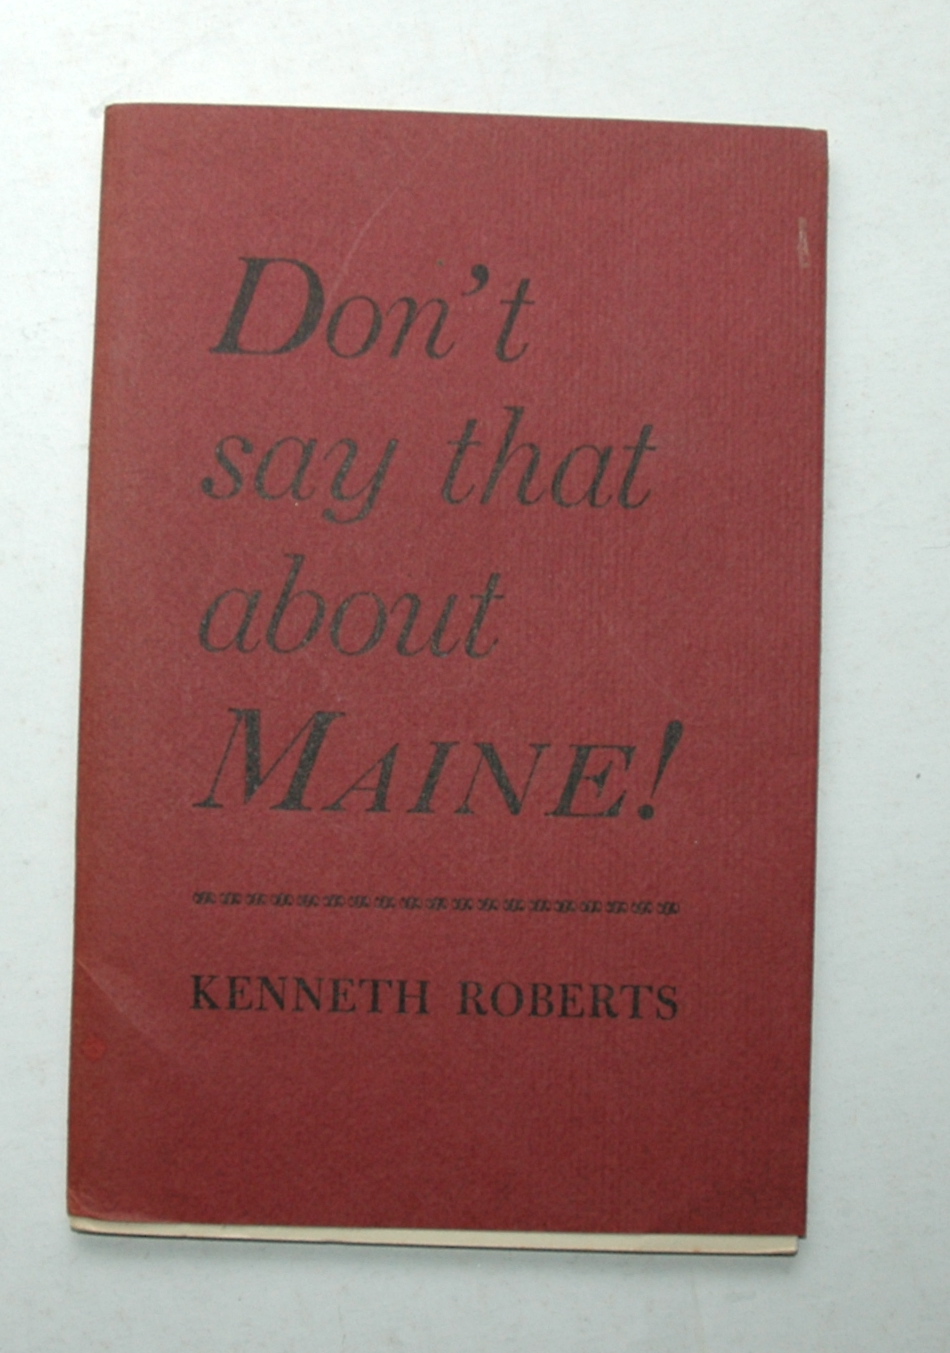 Don't
say that
about
MAINE!
KENNETH ROBERTS